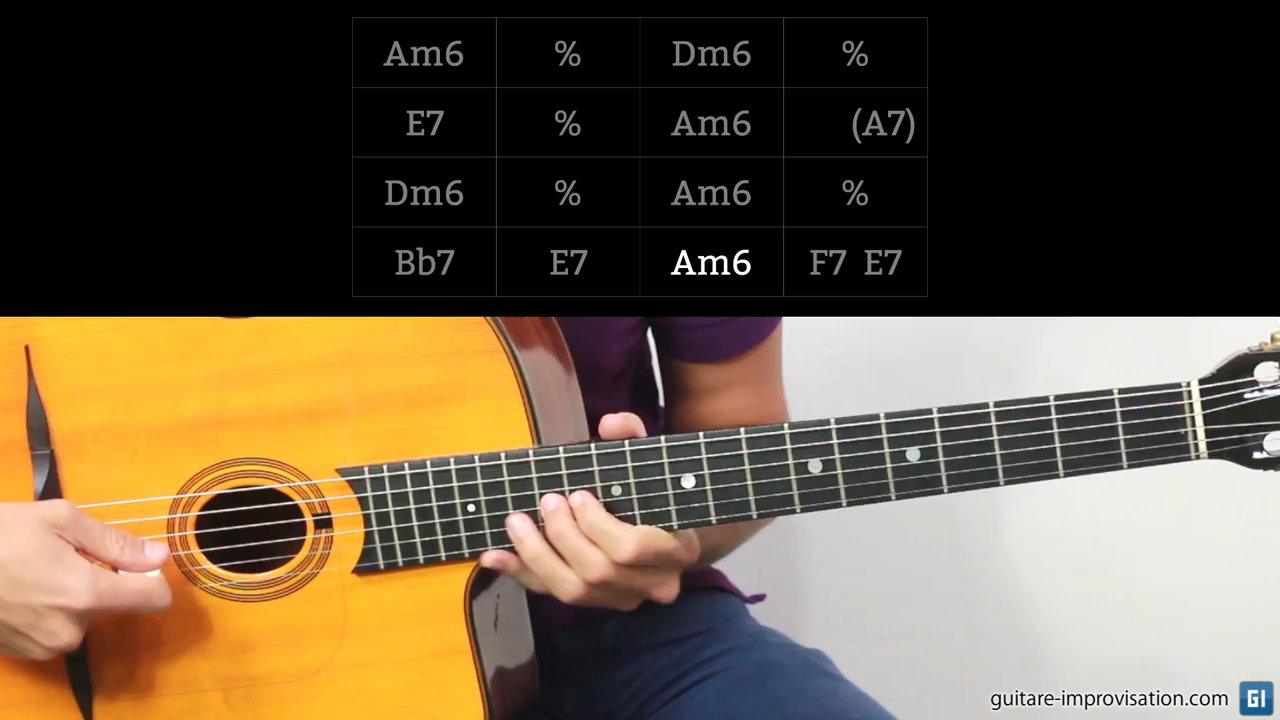 Am6 % Dm6 %
E7 % Am6 (A7)
Dm6 % Am6 %
Bb7 E7 Am6 F7 E7
guitare-improvisation.com GI